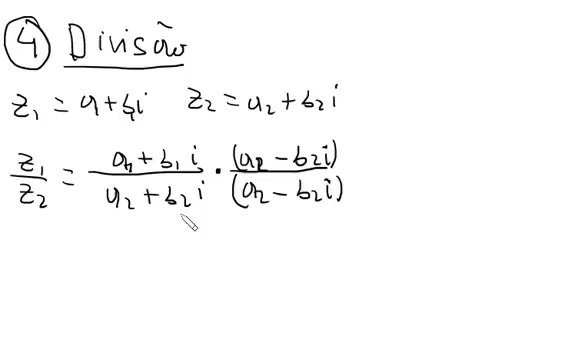 4 Divisão
z₁ = a₁+b₁i z₂ = a₂+b₂i
z₁/z₂ = (a₁+b₁i)/(a₂+b₂i) · (a₂-b₂i)/(a₂-b₂i)